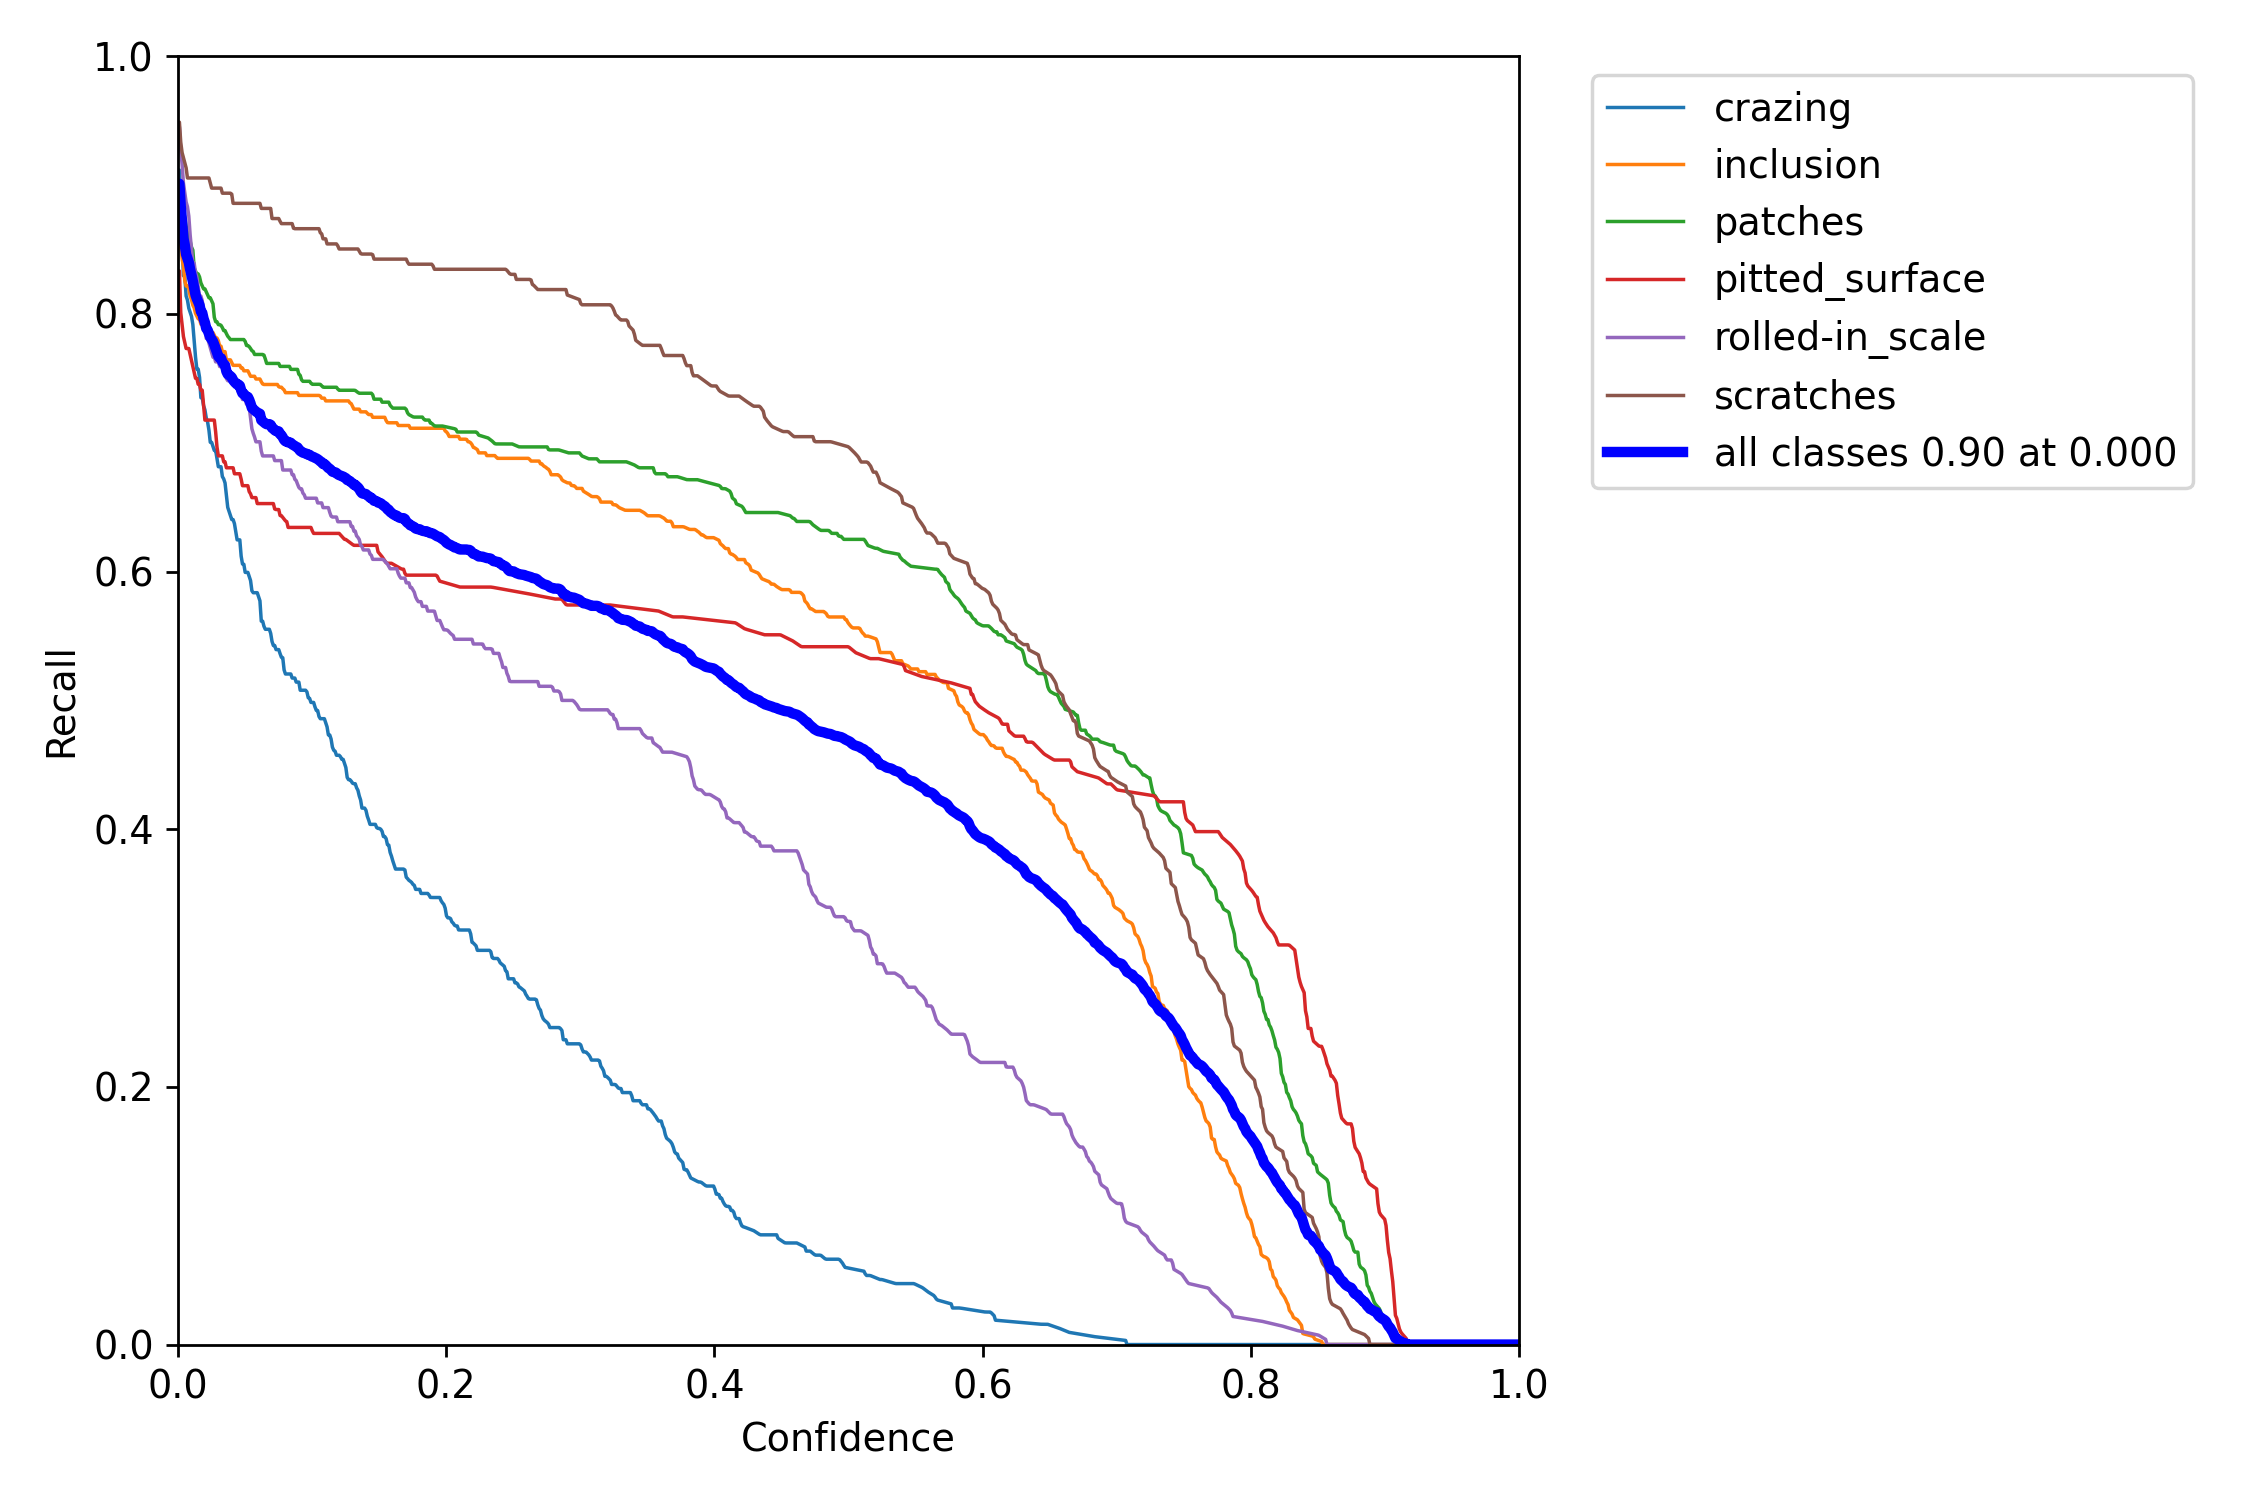 1.0
0.8
0.6
0.4
0.2
0.0
Recall
0.0 0.2 0.4 0.6 0.8 1.0
Confidence
crazing
inclusion
patches
pitted_surface
rolled-in_scale
scratches
all classes 0.90 at 0.000